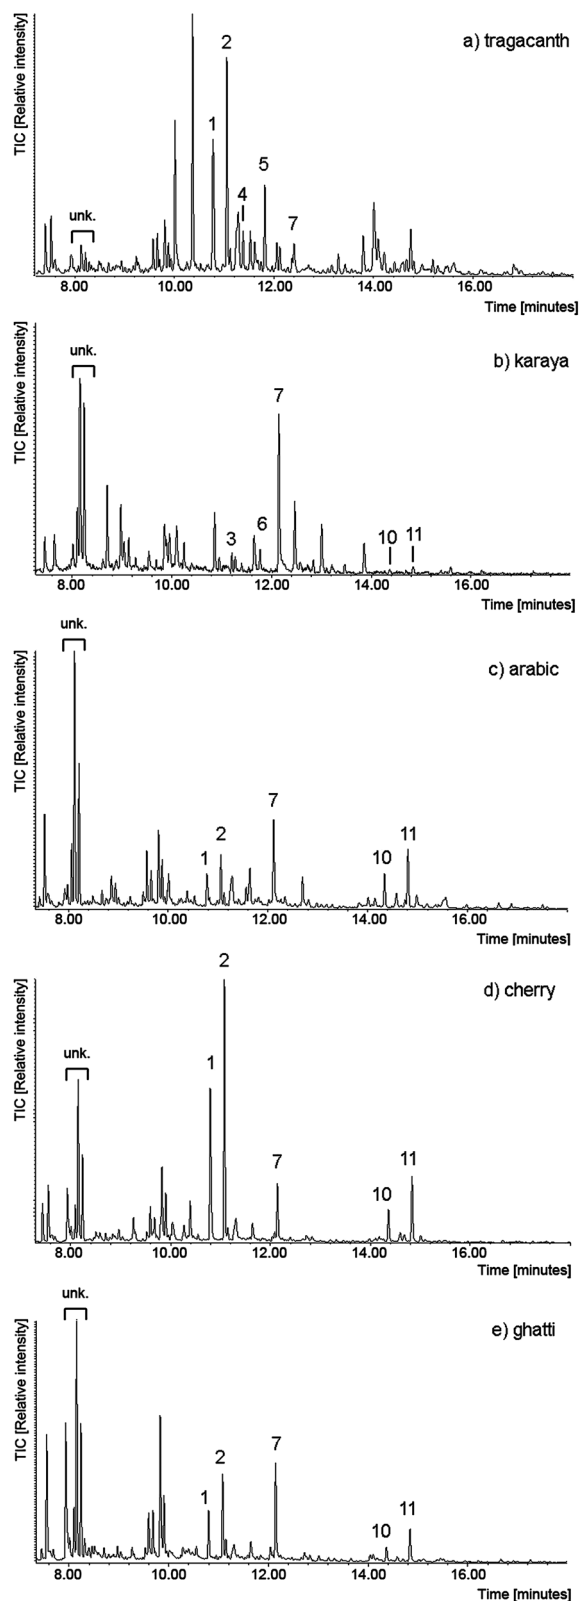 TIC [Relative intensity]
a) tragacanth
2
1
5
4
7
unk.
8.00 10.00 12.00 14.00 16.00
Time [minutes]
TIC [Relative intensity]
b) karaya
unk.
7
3 6 10 11
8.00 10.00 12.00 14.00 16.00
Time [minutes]
TIC [Relative intensity]
c) arabic
unk.
7
2
1
10 11
8.00 10.00 12.00 14.00 16.00
Time [minutes]
TIC [Relative intensity]
d) cherry
2
1
unk.
7
10 11
8.00 10.00 12.00 14.00 16.00
Time [minutes]
TIC [Relative intensity]
e) ghatti
unk.
7
2
1
10 11
8.00 10.00 12.00 14.00 16.00
Time [minutes]